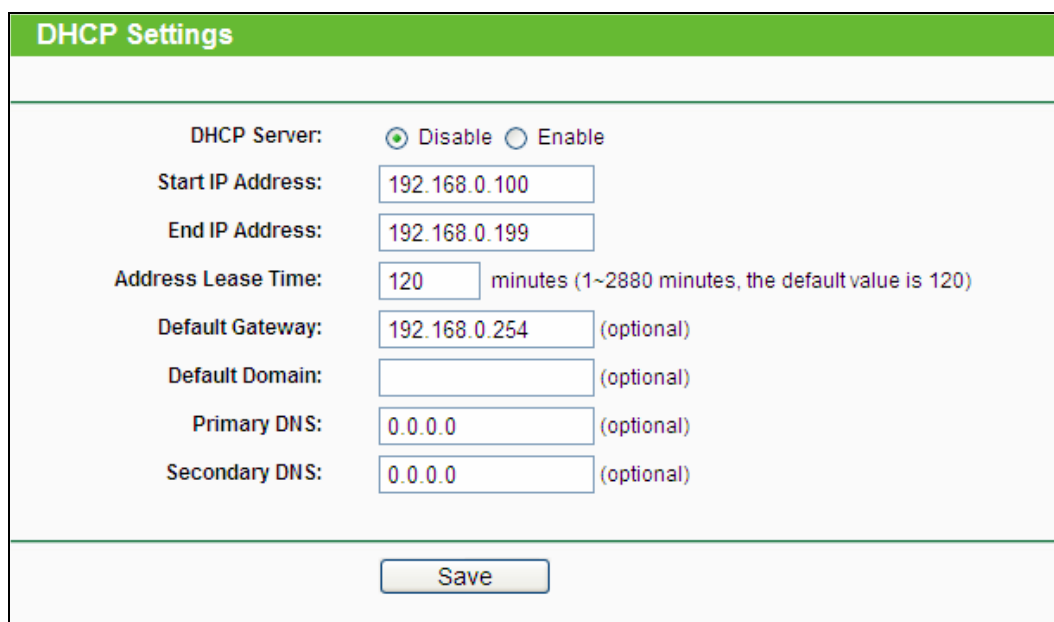 DHCP Settings
DHCP Server: Disable Enable
Start IP Address: 192.168.0.100
End IP Address: 192.168.0.199
Address Lease Time: 120 minutes (1~2880 minutes, the default value is 120)
Default Gateway: 192.168.0.254 (optional)
Default Domain: (optional)
Primary DNS: 0.0.0.0 (optional)
Secondary DNS: 0.0.0.0 (optional)
Save